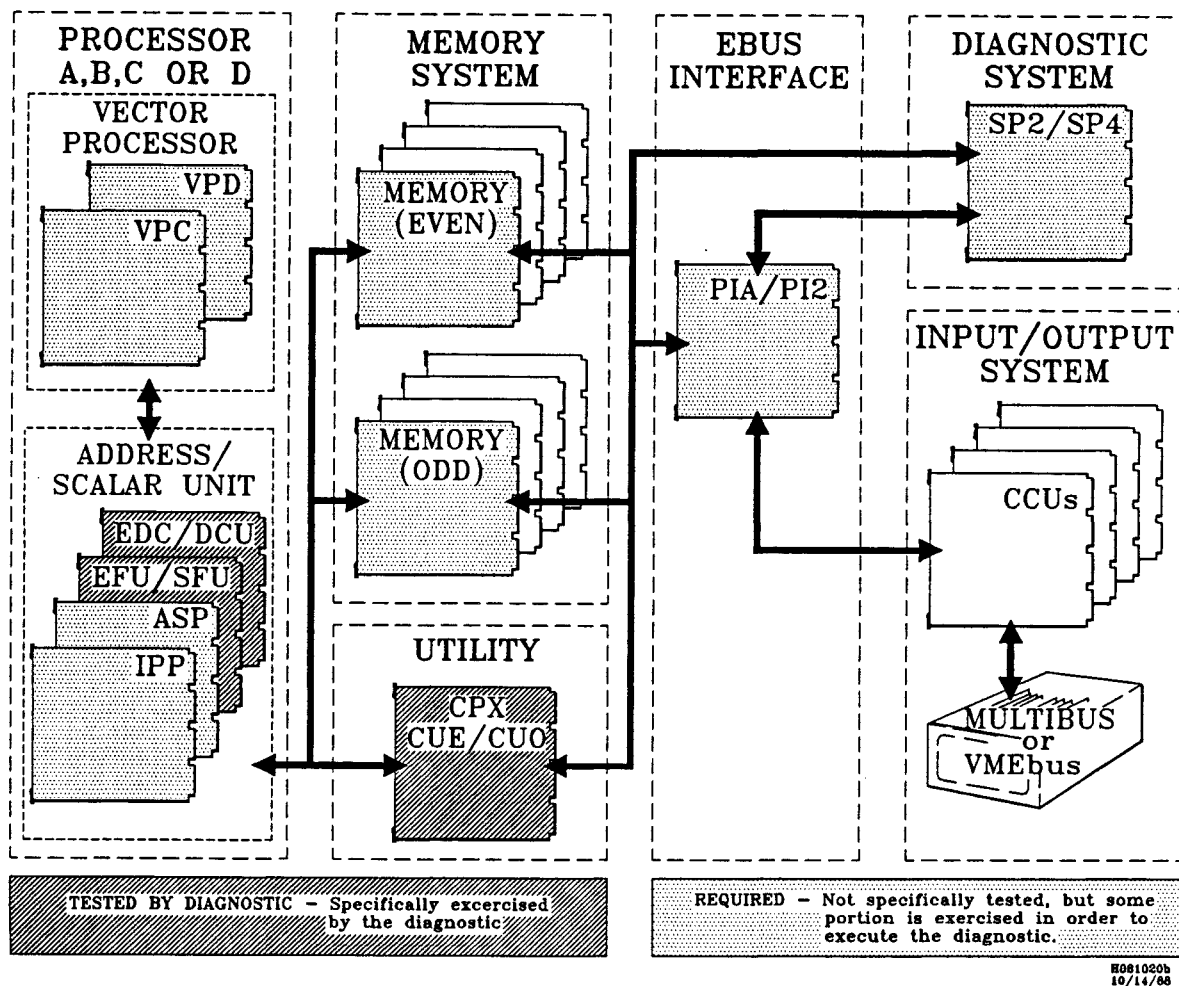 PROCESSOR
A,B,C OR D
VECTOR
PROCESSOR
VPD
VPC
ADDRESS/
SCALAR UNIT
EDC/DCU
EFU/SFU
ASP
IPP
MEMORY
SYSTEM
MEMORY
(EVEN)
MEMORY
(ODD)
UTILITY
CPX
CUE/CUO
EBUS
INTERFACE
PIA/PI2
DIAGNOSTIC
SYSTEM
SP2/SP4
INPUT/OUTPUT
SYSTEM
CCUs
MULTIBUS
or
VMEbus
TESTED BY DIAGNOSTIC – Specifically excercised
by the diagnostic
REQUIRED – Not specifically tested, but some
portion is exercised in order to
execute the diagnostic.
H081020b
10/14/88